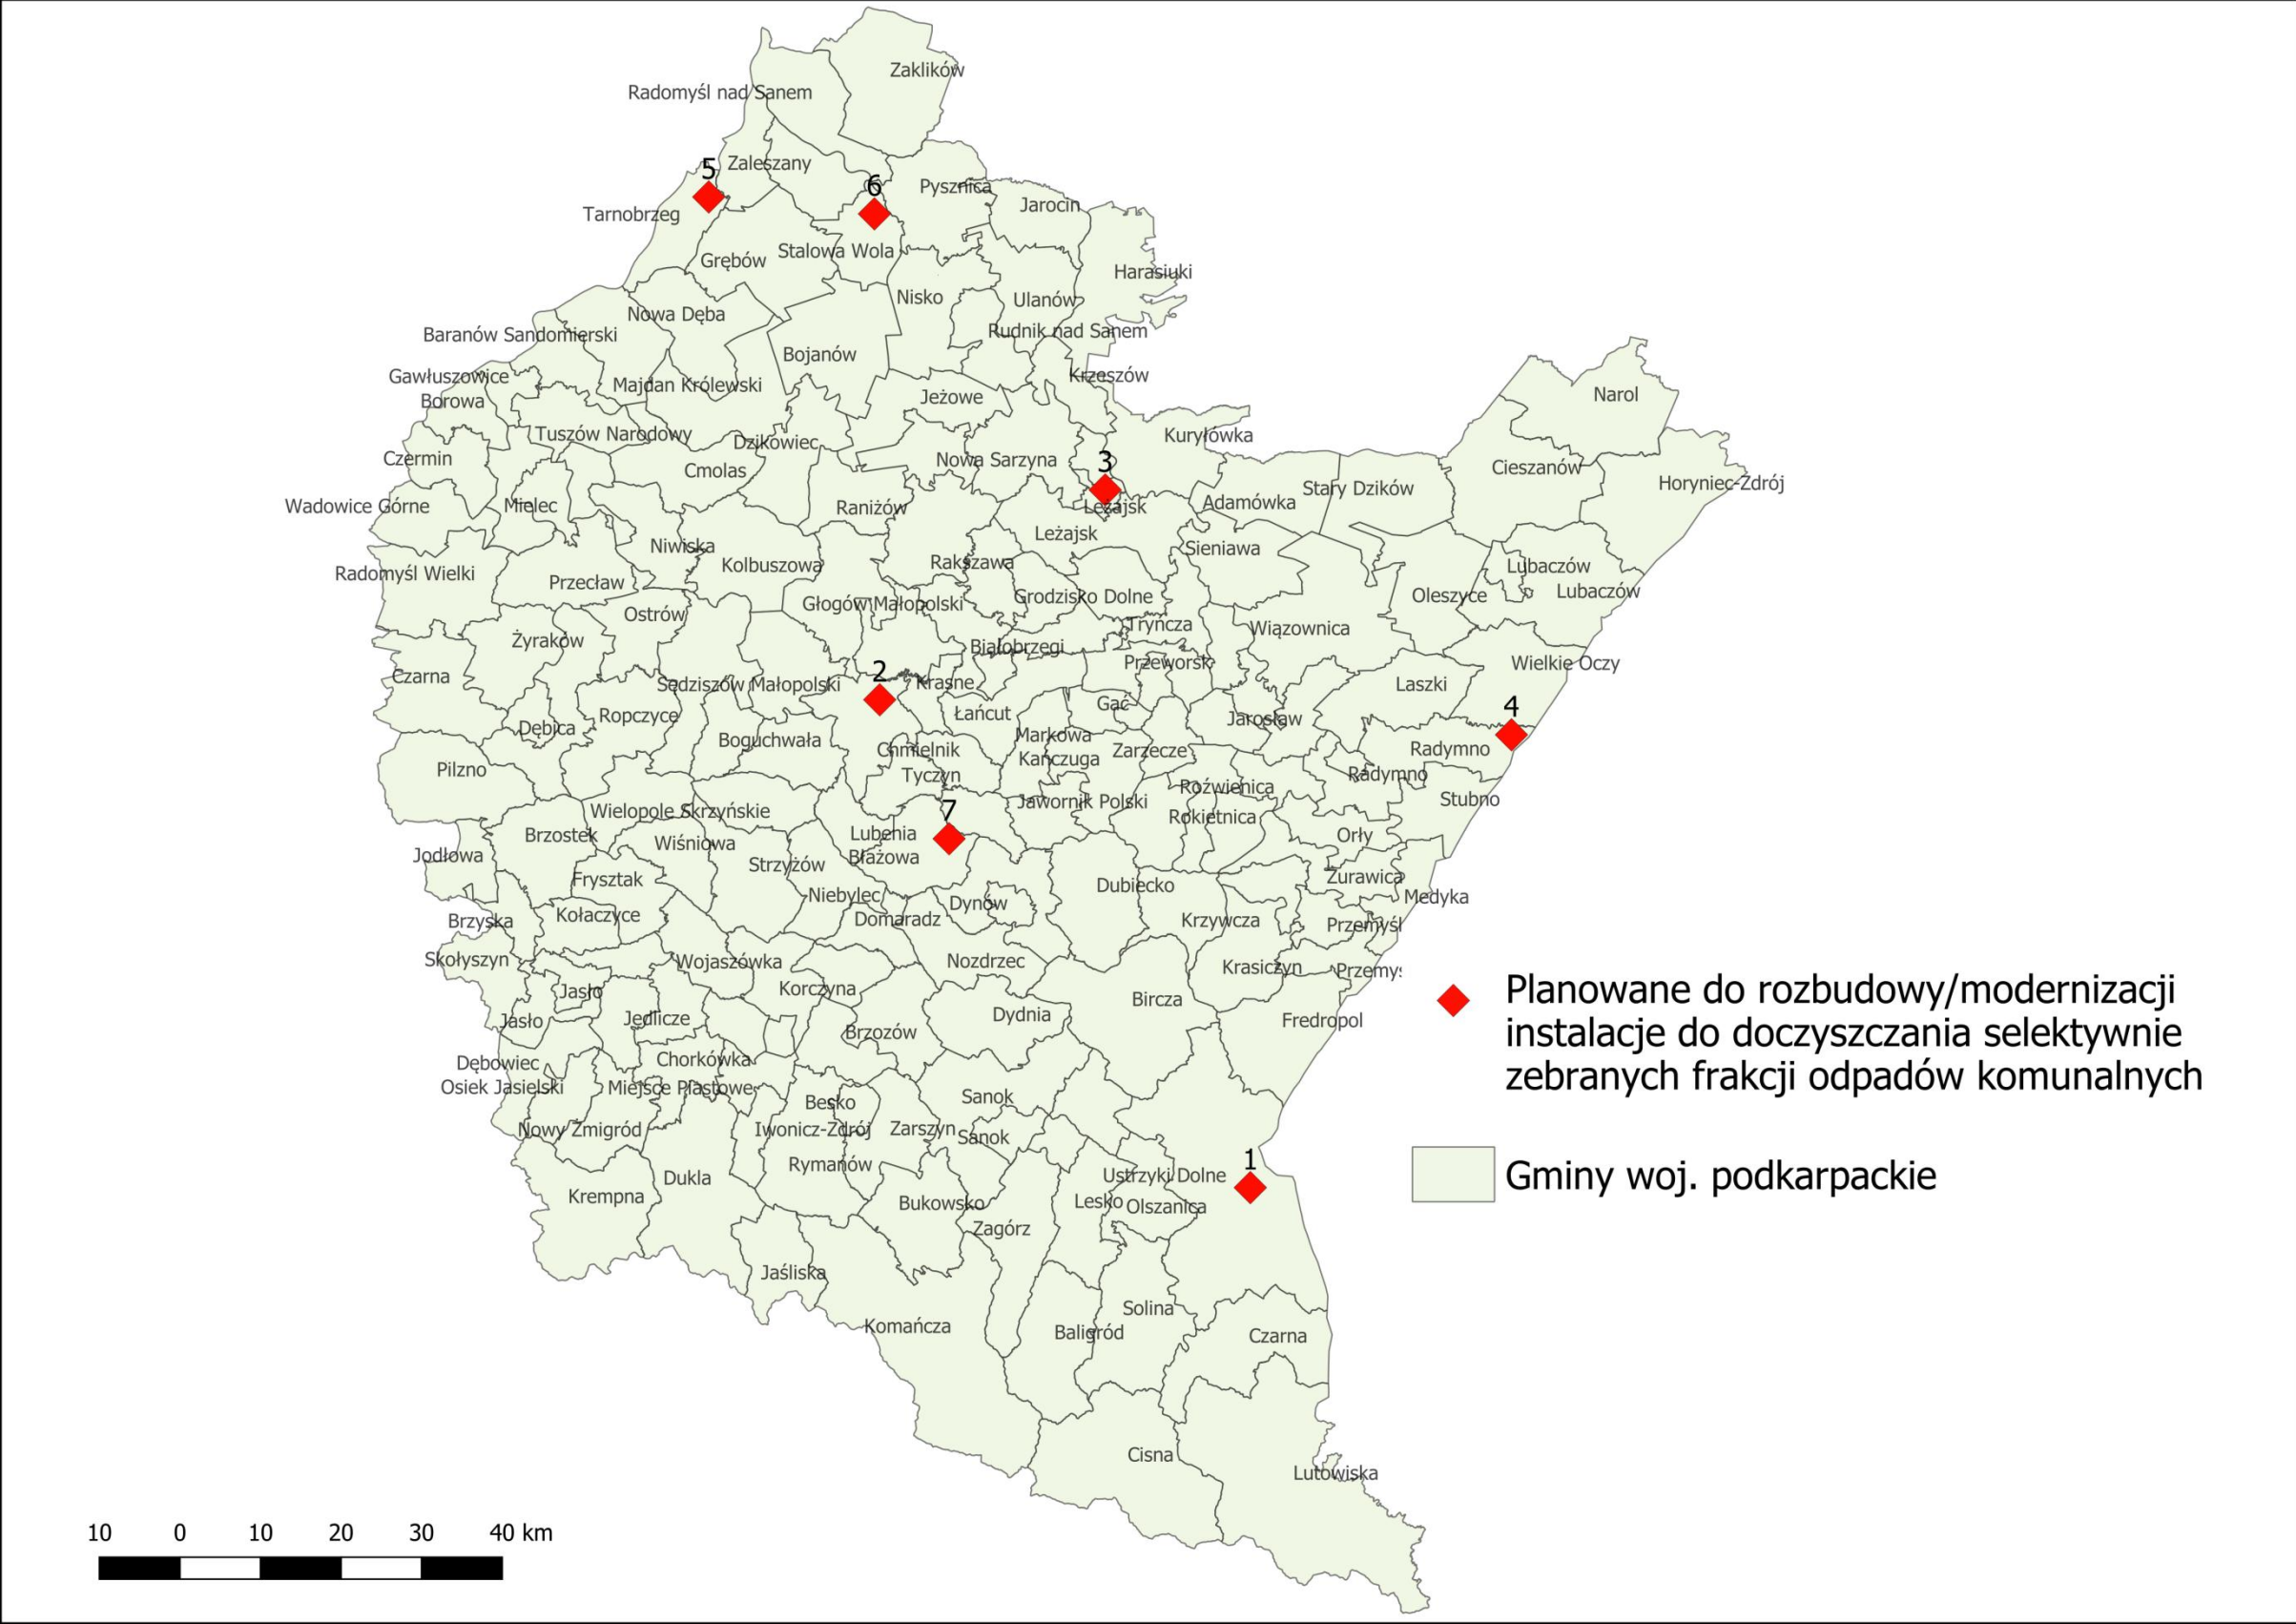 Zaklików
Radomyśl nad Sanem
5
Zaleszany
6
Pysznica
Jarocin
Tarnobrzeg
Stalowa Wola
Grębów
Harasiuki
Nisko
Ulanów
Nowa Dęba
Rudnik nad Sanem
Baranów Sandomierski
Bojanów
Gawłuszowice
Krzeszów
Majdan Królewski
Narol
Borowa
Jeżowe
Tuszów Narodowy
Dzikowiec
Kuryłówka
Czermin
Nowa Sarzyna
3
Cmolas
Cieszanów
Horyniec-Zdrój
Stary Dzików
Wadowice Górne
Mielec
Raniżów
Leżajsk
Adamówka
Leżajsk
Niwiska
Sieniawa
Kolbuszowa
Rakszawa
Lubaczów
Radomyśl Wielki
Przecław
Lubaczów
Oleszyce
Głogów Małopolski
Grodzisko Dolne
Ostrów
Tryńcza
Wiązownica
Żyraków
Białobrzegi
Przeworsk
Wielkie Oczy
2
Czarna
Sędziszów Małopolski
Krasne
Laszki
Gać
4
Ropczyce
Łańcut
Jarosław
Dębica
Markowa
Boguchwała
Chmielnik
Kańczuga
Zarzecze
Radymno
Pilzno
Tyczyn
Radymno
Roźwienica
Jawornik Polski
Stubno
Wielopole Skrzyńskie
7
Rokietnica
Brzostek
Lubenia
Orły
Wiśniowa
Jodłowa
Błażowa
Strzyżów
Żurawica
Frysztak
Dubiecko
Niebylec
Medyka
Dynów
Kołaczyce
Domaradz
Krzywcza
Brzyska
Przemyśl
Skołyszyn
Wojaszówka
Nozdrzec
Krasiczyn
Przemyś
Korczyna
Jasło
Bircza
Jedlicze
Dydnia
Fredropol
Jasło
Brzozów
Chorkówka
Dębowiec
Osiek Jasielski
Miejsce Piastowe
Sanok
Besko
Nowy Żmigród
Iwonicz-Zdrój
Zarszyn
Sanok
Rymanów
1
Ustrzyki Dolne
Dukla
Krempna
Lesko
Bukowsko
Olszanica
Zagórz
Jaśliska
Solina
Komańcza
Baligród
Czarna
Cisna
Lutowiska
Planowane do rozbudowy/modernizacji
instalacje do doczyszczania selektywnie
zebranych frakcji odpadów komunalnych
Gminy woj. podkarpackie
10 0 10 20 30 40 km